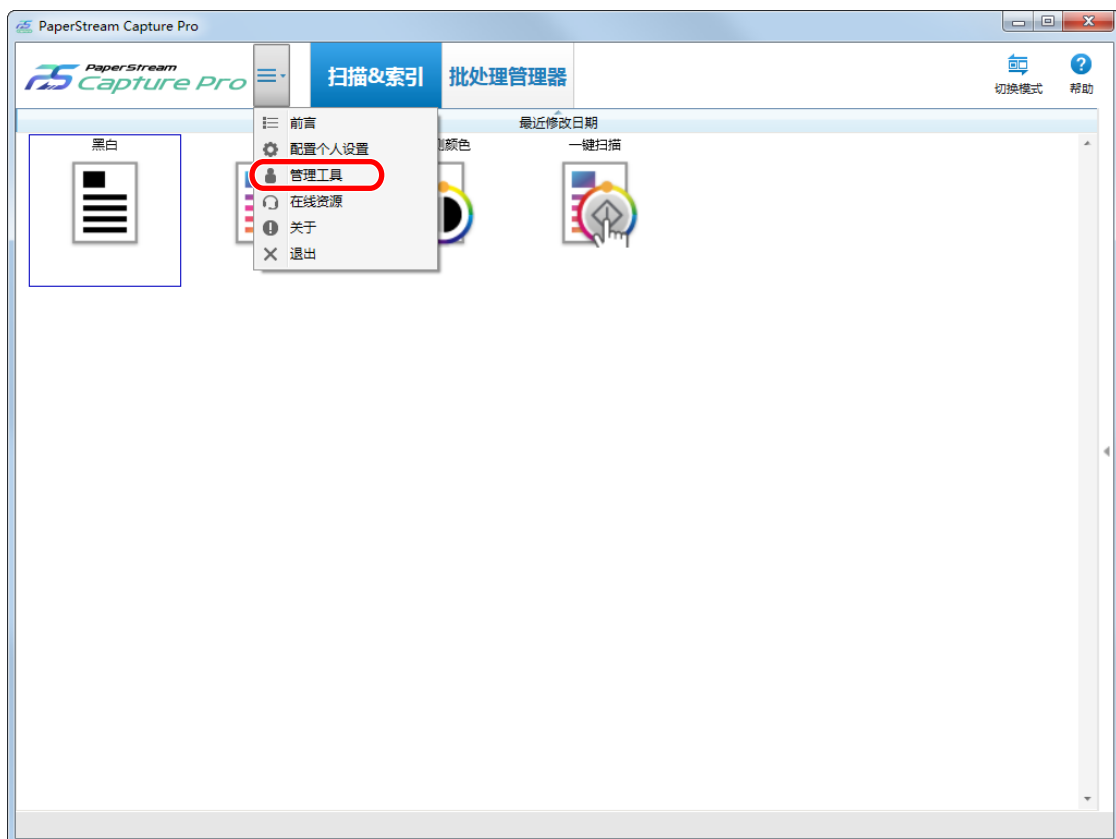 PaperStream Capture Pro
PaperStream
Capture Pro
扫描&索引
批处理管理器
切换模式
帮助
最近修改日期
前言
配置个人设置
管理工具
在线资源
关于
退出
黑白
颜色
一键扫描